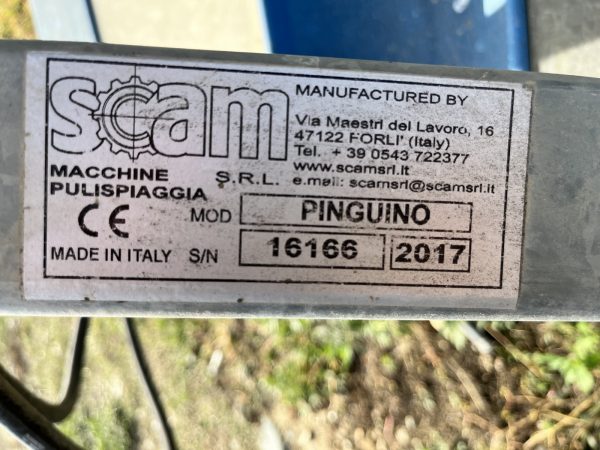 scam
MACCHINE
PULISPIAGGIA
S.R.L.
MANUFACTURED BY
Via Maestri del Lavoro, 16
47122 FORLI' (Italy)
Tel. + 39 0543 722377
www.scamsrl.it
e.mail: scamsrl@scamsrl.it
CE MOD PINGUINO
MADE IN ITALY S/N 16166 2017